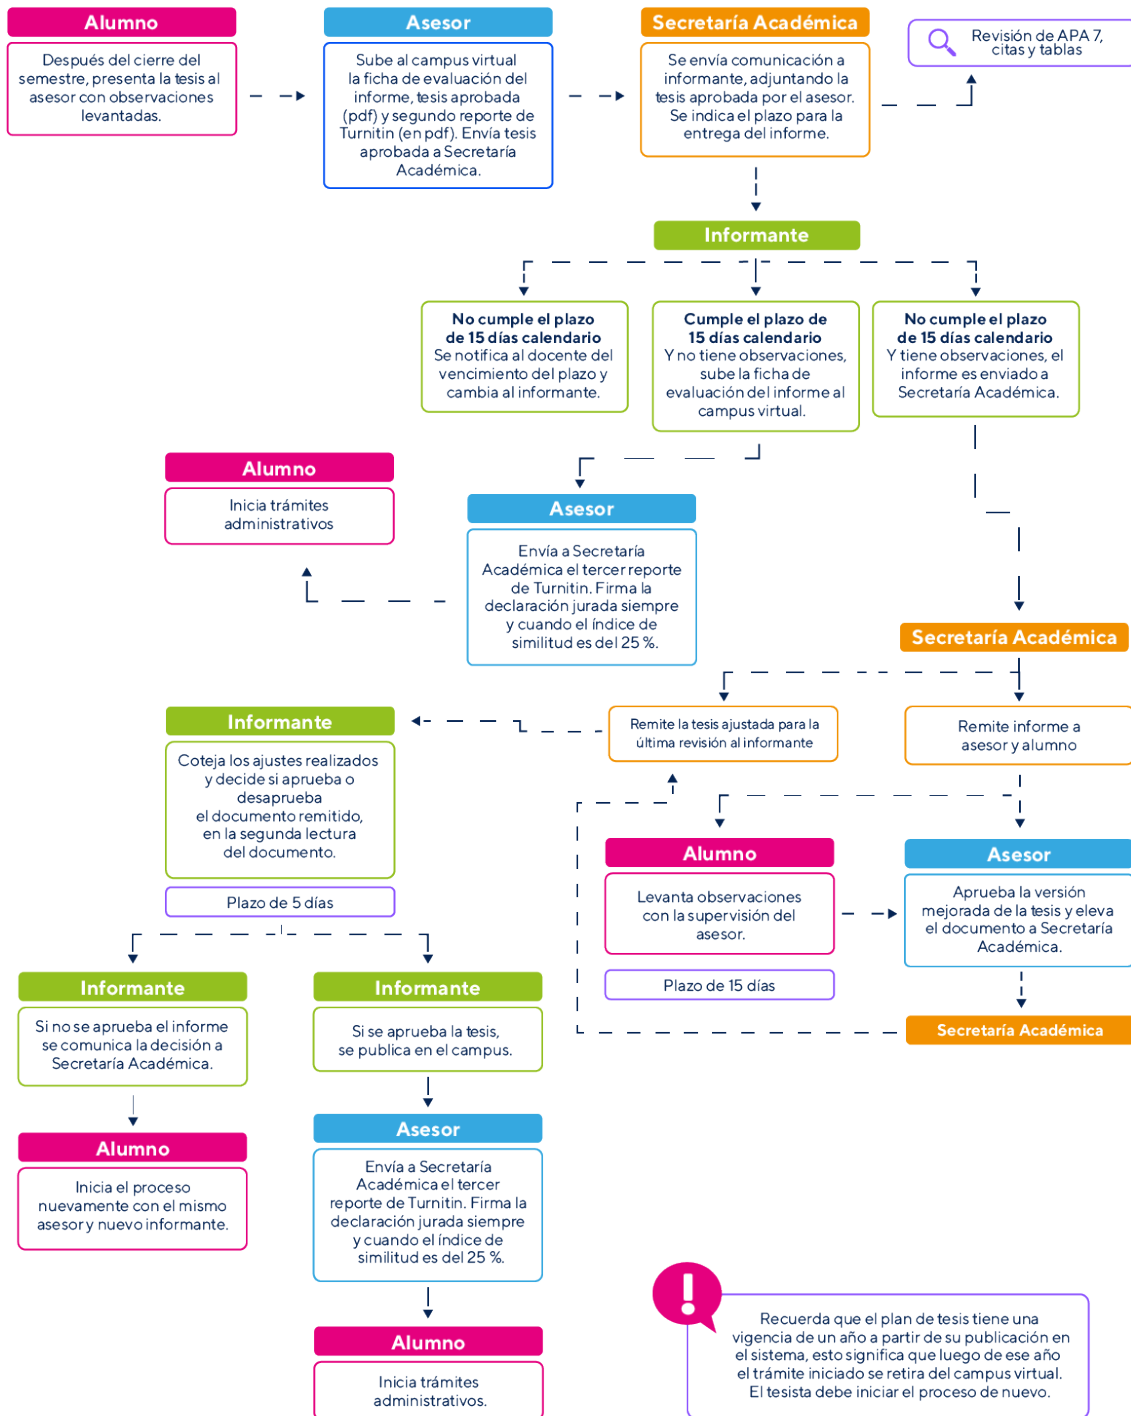 Alumno
Después del cierre del
semestre, presenta la tesis al
asesor con observaciones
levantadas.
Asesor
Sube al campus virtual
la ficha de evaluación del
informe, tesis aprobada
(pdf) y segundo reporte de
Turnitin (en pdf). Envía tesis
aprobada a Secretaría
Académica.
Secretaría Académica
Se envía comunicación a
informante, adjuntando la
tesis aprobada por el asesor.
Se indica el plazo para la
entrega del informe.
Revisión de APA 7,
citas y tablas
Informante
No cumple el plazo
de 15 días calendario
Se notifica al docente del
vencimiento del plazo y
cambia al informante.
Cumple el plazo de
15 días calendario
Y no tiene observaciones,
sube la ficha de
evaluación del informe al
campus virtual.
No cumple el plazo
de 15 días calendario
Y tiene observaciones, el
informe es enviado a
Secretaría Académica.
Alumno
Inicia trámites
administrativos
Asesor
Envía a Secretaría
Académica el tercer reporte
de Turnitin. Firma la
declaración jurada siempre
y cuando el índice de
similitud es del 25 %.
Secretaría Académica
Remite la tesis ajustada para la
última revisión al informante
Remite informe a
asesor y alumno
Informante
Coteja los ajustes realizados
y decide si aprueba o
desaprueba
el documento remitido,
en la segunda lectura
del documento.
Plazo de 5 días
Alumno
Levanta observaciones
con la supervisión del
asesor.
Plazo de 15 días
Asesor
Aprueba la versión
mejorada de la tesis y eleva
el documento a Secretaría
Académica.
Secretaría Académica
Informante
Si no se aprueba el informe
se comunica la decisión a
Secretaría Académica.
Informante
Si se aprueba la tesis,
se publica en el campus.
Alumno
Inicia el proceso
nuevamente con el mismo
asesor y nuevo informante.
Asesor
Envía a Secretaría
Académica el tercer
reporte de Turnitin. Firma la
declaración jurada siempre
y cuando el índice de
similitud es del 25 %.
Alumno
Inicia trámites
administrativos.
!
Recuerda que el plan de tesis tiene una
vigencia de un año a partir de su publicación en
el sistema, esto significa que luego de ese año
el trámite iniciado se retira del campus virtual.
El tesista debe iniciar el proceso de nuevo.